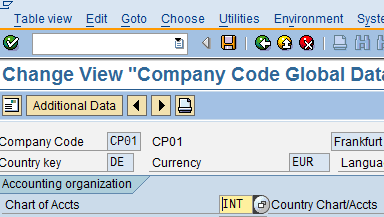 Table view Edit Goto Choose Utilities Environment Syst
Change View "Company Code Global Data
Additional Data
Company Code CP01 CP01 Frankfurt
Country key DE Currency EUR Langua
Accounting organization
Chart of Accts INT Country Chart/Accts